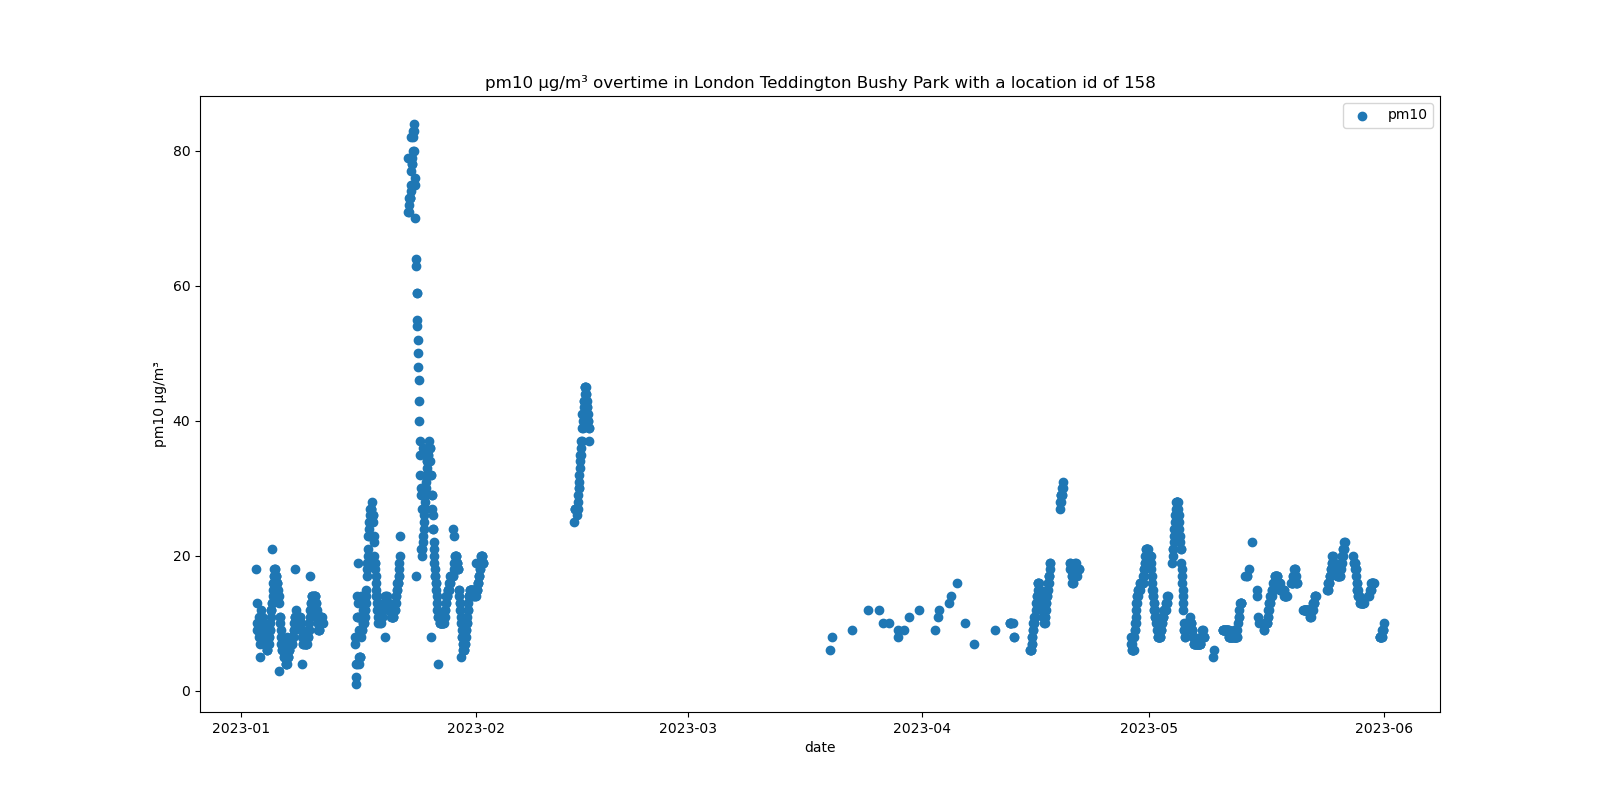 pm10 µg/m³ overtime in London Teddington Bushy Park with a location id of 158
pm10
80
60
40
20
0
pm10 µg/m³
2023-01 2023-02 2023-03 2023-04 2023-05 2023-06
date